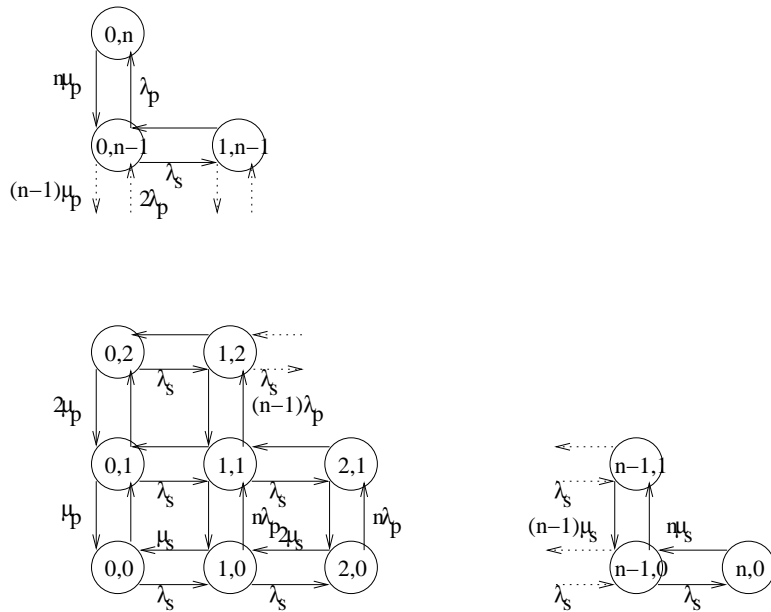 0,n
nμp λp
0,n−1 1,n−1
λs
(n−1)μp 2λp
0,2 1,2
λs λs
2μp (n−1)λp
0,1 1,1 2,1 n−1,1
λs λs λs
μp μs nλp 2μs nλp (n−1)μs nμs
0,0 1,0 2,0 n−1,0 n,0
λs λs λs λs